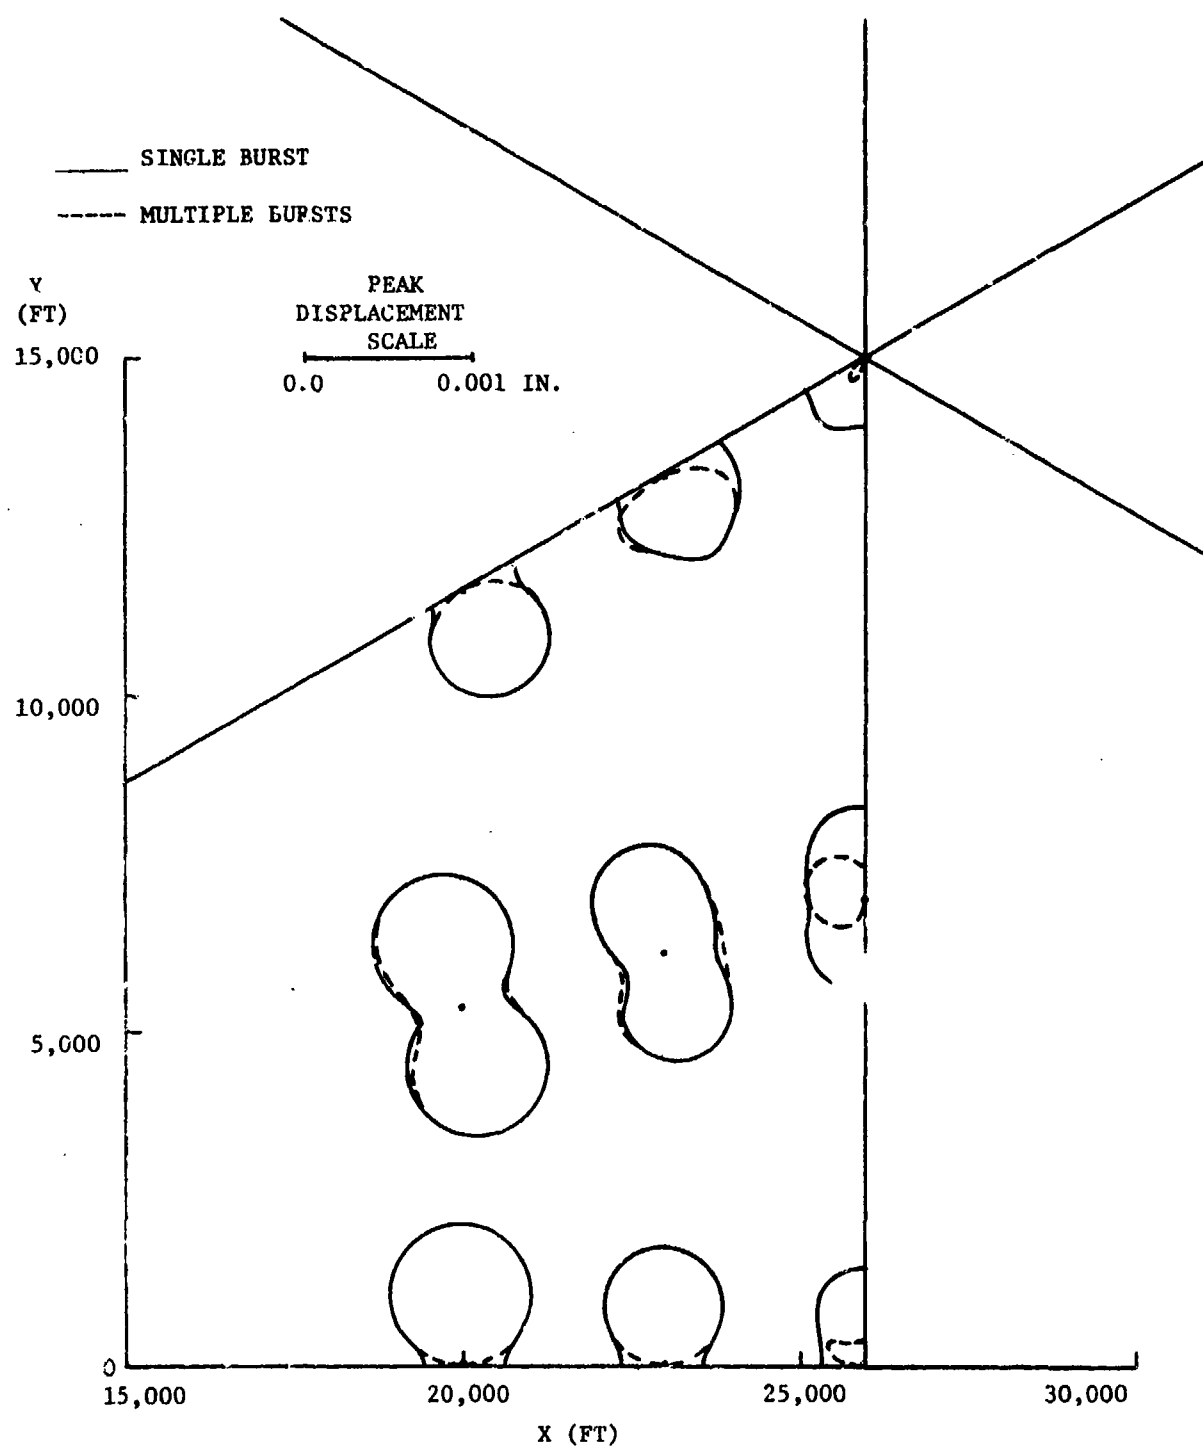 SINGLE BURST
MULTIPLE BURSTS
Y
(FT)
PEAK
DISPLACEMENT
SCALE
15,000
0.0 0.001 IN.
10,000
5,000
0
15,000 20,000 25,000 30,000
X (FT)